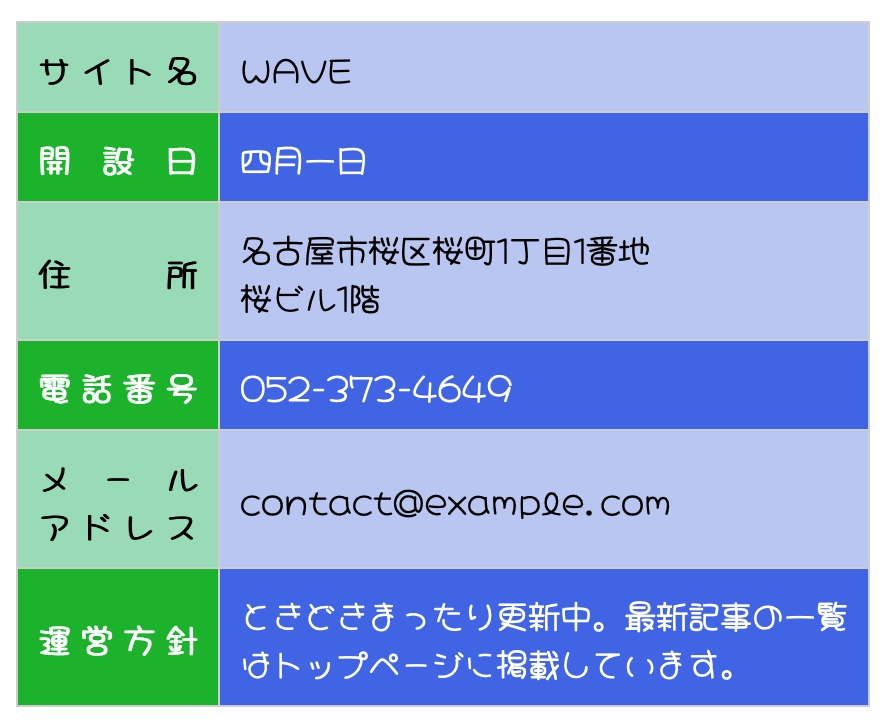 サイト名 WAVE
開設日 四月一日
住所 名古屋市桜区桜町1丁目1番地
桜ビル1階
電話番号 052-373-4649
メール
アドレス contact@example.com
運営方針 ときどきまったり更新中。最新記事の一覧
はトップページに掲載しています。